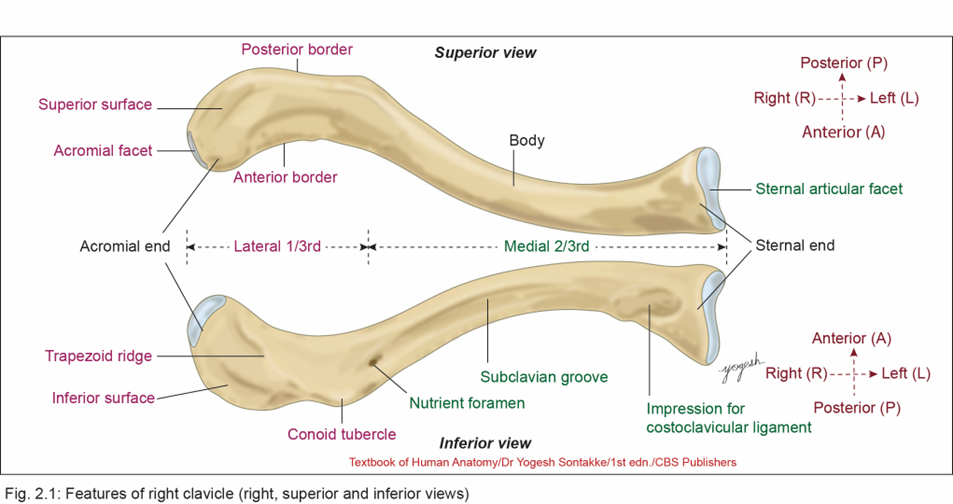 Superior view
Posterior border
Superior surface
Acromial facet
Anterior border
Body
Posterior (P)
Right (R)
Left (L)
Anterior (A)
Sternal articular facet
Acromial end
Lateral 1/3rd
Medial 2/3rd
Sternal end
Trapezoid ridge
Inferior surface
Conoid tubercle
Nutrient foramen
Subclavian groove
Impression for
costoclavicular ligament
yogesh
Anterior (A)
Right (R)
Left (L)
Posterior (P)
Inferior view
Textbook of Human Anatomy/Dr Yogesh Sontakke/1st edn./CBS Publishers
Fig. 2.1: Features of right clavicle (right, superior and inferior views)